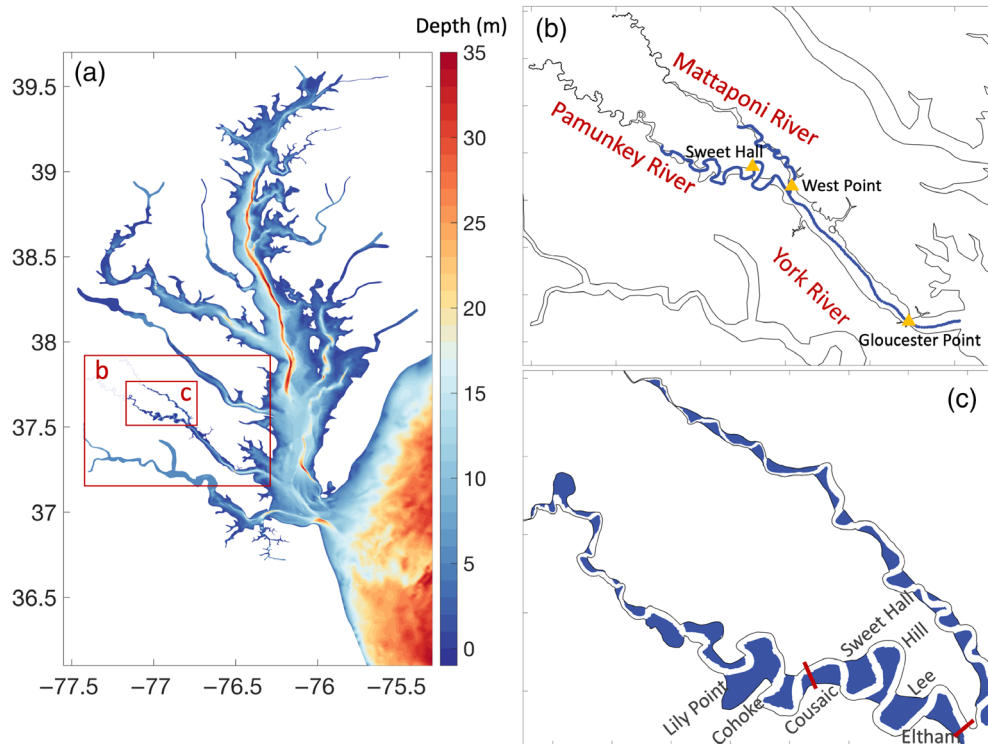 Depth (m)
(a)
39.5
39
38.5
38
37.5
37
36.5
−77.5
−77
−76.5
−76
−75.5
35
30
25
20
15
10
5
0
b
c
(b)
Mattaponi River
Pamunkey River
Sweet Hall
West Point
York River
Gloucester Point
(c)
Sweet Hall
Hill
Lee
Lily Point
Cohoke
Cousaic
Eltham